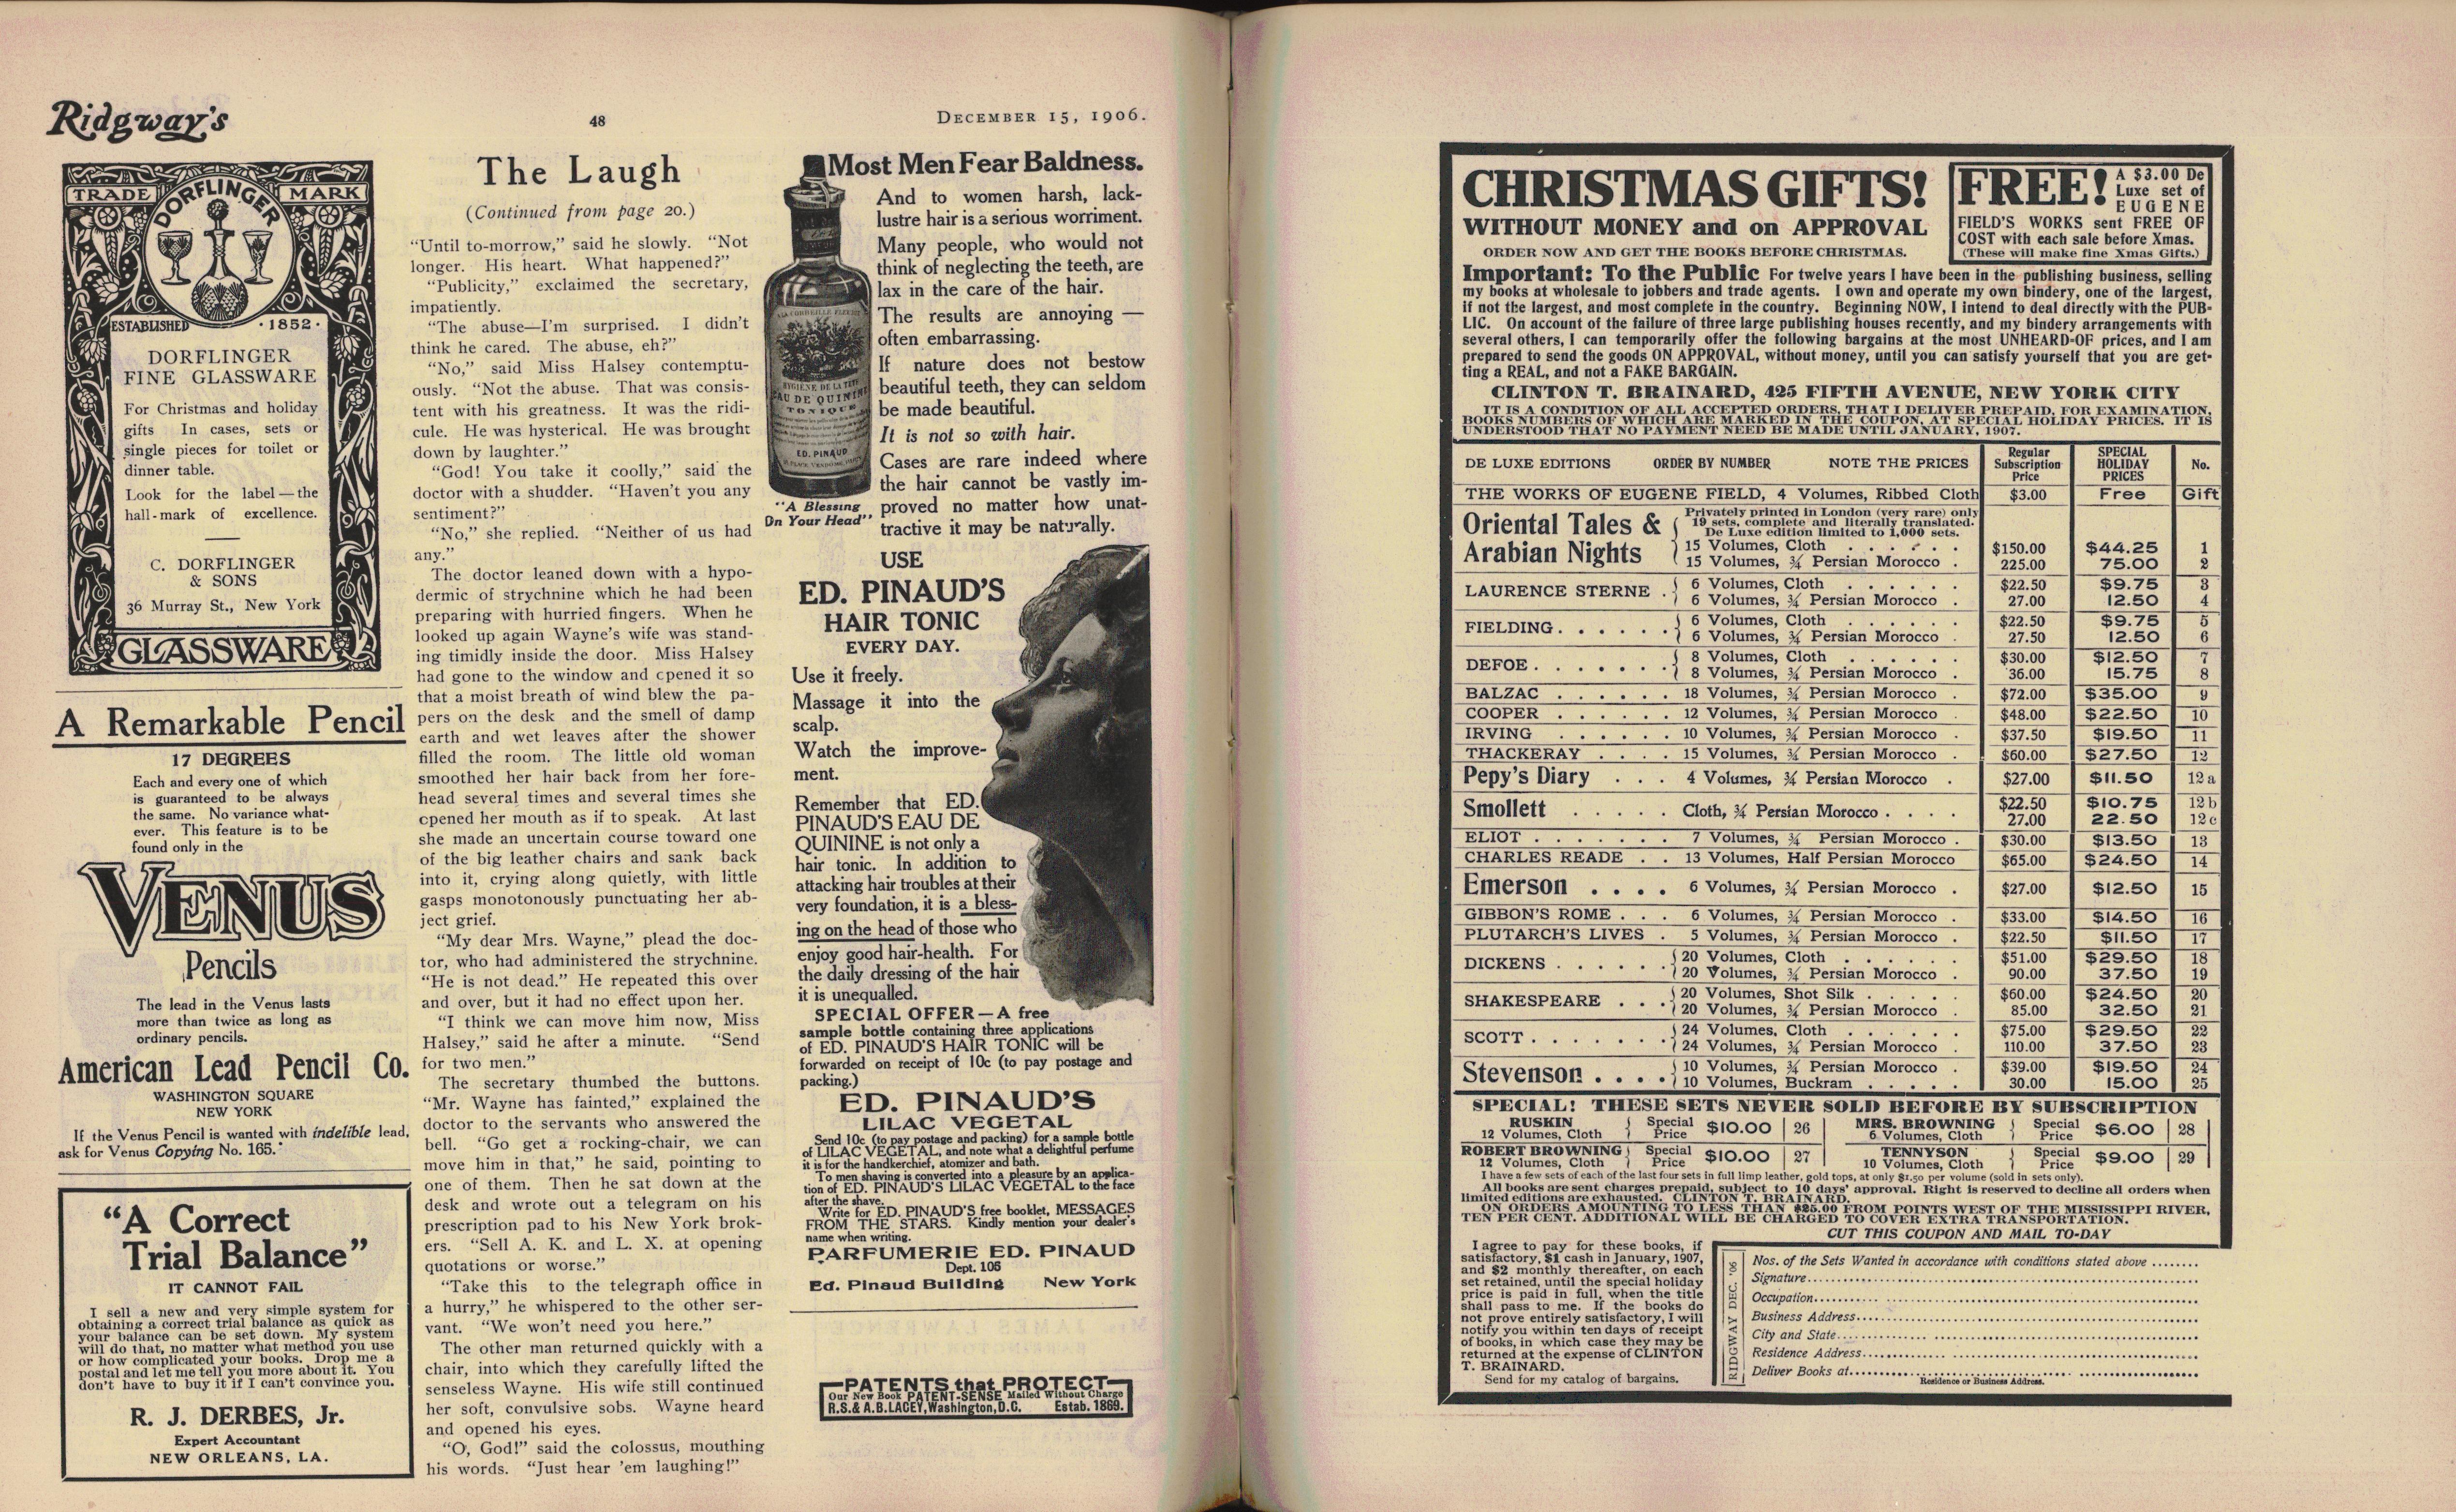 Ridgway's
48
DECEMBER 15, 1906.
TRADE MARK
DORFLINGER
ESTABLISHED · 1852 ·
DORFLINGER
FINE GLASSWARE
For Christmas and holiday
gifts In cases, sets or
single pieces for toilet or
dinner table.
Look for the label—the
hall-mark of excellence.
C. DORFLINGER
& SONS
36 Murray St., New York
GLASSWARE
A Remarkable Pencil
17 DEGREES
Each and every one of which
is guaranteed to be always
the same. No variance what-
ever. This feature is to be
found only in the
VENUS
Pencils
The lead in the Venus lasts
more than twice as long as
ordinary pencils.
American Lead Pencil Co.
WASHINGTON SQUARE
NEW YORK
If the Venus Pencil is wanted with indelible lead,
ask for Venus Copying No. 165.
"A Correct
Trial Balance"
IT CANNOT FAIL
I sell a new and very simple system for
obtaining a correct trial balance as quick as
your balance can be set down. My system
will do that, no matter what method you use
or how complicated your books. Drop me a
postal and let me tell you more about it. You
don't have to buy it if I can't convince you.
R. J. DERBES, Jr.
Expert Accountant
NEW ORLEANS, LA.
The Laugh
(Continued from page 20.)
"Until to-morrow," said he slowly. "Not
longer. His heart. What happened?"
"Publicity," exclaimed the secretary,
impatiently.
"The abuse—I'm surprised. I didn't
think he cared. The abuse, eh?"
"No," said Miss Halsey contemptu-
ously. "Not the abuse. That was consis-
tent with his greatness. It was the ridi-
cule. He was hysterical. He was brought
down by laughter."
"God! You take it coolly," said the
doctor with a shudder. "Haven't you any
sentiment?"
"No," she replied. "Neither of us had
any."
The doctor leaned down with a hypo-
dermic of strychnine which he had been
preparing with hurried fingers. When he
looked up again Wayne's wife was stand-
ing timidly inside the door. Miss Halsey
had gone to the window and opened it so
that a moist breath of wind blew the pa-
pers on the desk and the smell of damp
earth and wet leaves after the shower
filled the room. The little old woman
smoothed her hair back from her fore-
head several times and several times she
opened her mouth as if to speak. At last
she made an uncertain course toward one
of the big leather chairs and sank back
into it, crying along quietly, with little
gasps monotonously punctuating her ab-
ject grief.
"My dear Mrs. Wayne," plead the doc-
tor, who had administered the strychnine.
"He is not dead." He repeated this over
and over, but it had no effect upon her.
"I think we can move him now, Miss
Halsey," said he after a minute. "Send
for two men."
The secretary thumbed the buttons.
"Mr. Wayne has fainted," explained the
doctor to the servants who answered the
bell. "Go get a rocking-chair, we can
move him in that," he said, pointing to
one of them. Then he sat down at the
desk and wrote out a telegram on his
prescription pad to his New York brok-
ers. "Sell A. K. and L. X. at opening
quotations or worse."
"Take this to the telegraph office in
a hurry," he whispered to the other ser-
vant. "We won't need you here."
The other man returned quickly with a
chair, into which they carefully lifted the
senseless Wayne. His wife still continued
her soft, convulsive sobs. Wayne heard
and opened his eyes.
"O, God!" said the colossus, mouthing
his words. "Just hear 'em laughing!"
Most Men Fear Baldness.
And to women harsh, lack-
lustre hair is a serious worriment.
Many people, who would not
think of neglecting the teeth, are
lax in the care of the hair.
The results are annoying —
often embarrassing.
If nature does not bestow
beautiful teeth, they can seldom
be made beautiful.
It is not so with hair.
Cases are rare indeed where
the hair cannot be vastly im-
proved no matter how unat-
tractive it may be naturally.
A LA CORBEILLE FLEURIE
HYGIÈNE DE LA TÊTE
EAU DE QUININE
TONIQUE
ED. PINAUD
"A Blessing
On Your Head"
USE
ED. PINAUD'S
HAIR TONIC
EVERY DAY.
Use it freely.
Massage it into the
scalp.
Watch the improve-
ment.
Remember that ED.
PINAUD'S EAU DE
QUININE is not only a
hair tonic. In addition to
attacking hair troubles at their
very foundation, it is a bless-
ing on the head of those who
enjoy good hair-health. For
the daily dressing of the hair
it is unequalled.
SPECIAL OFFER—A free
sample bottle containing three applications
of ED. PINAUD'S HAIR TONIC will be
forwarded on receipt of 10c (to pay postage and
packing.)
ED. PINAUD'S
LILAC VEGETAL
Send 10c (to pay postage and packing) for a sample bottle
of LILAC VEGETAL, and note what a delightful perfume
it is for the handkerchief, atomizer and bath.
To men shaving is converted into a pleasure by an applica-
tion of ED. PINAUD'S LILAC VEGETAL to the face
after the shave.
Write for ED. PINAUD'S free booklet, MESSAGES
FROM THE STARS. Kindly mention your dealer's
name when writing.
PARFUMERIE ED. PINAUD
Dept. 105
Ed. Pinaud Building New York
PATENTS that PROTECT
Our New Book PATENT-SENSE Mailed Without Charge
R.S.& A.B.LACEY, Washington, D.C. Estab. 1869.
CHRISTMAS GIFTS!
WITHOUT MONEY and on APPROVAL
ORDER NOW AND GET THE BOOKS BEFORE CHRISTMAS.
FREE! A $3.00 De
Luxe set of
EUGENE
FIELD'S WORKS sent FREE OF
COST with each sale before Xmas.
(These will make fine Xmas Gifts.)
Important: To the Public For twelve years I have been in the publishing business, selling
my books at wholesale to jobbers and trade agents. I own and operate my own bindery, one of the largest,
if not the largest, and most complete in the country. Beginning NOW, I intend to deal directly with the PUB-
LIC. On account of the failure of three large publishing houses recently, and my bindery arrangements with
several others, I can temporarily offer the following bargains at the most UNHEARD-OF prices, and I am
prepared to send the goods ON APPROVAL, without money, until you can satisfy yourself that you are get-
ting a REAL, and not a FAKE BARGAIN.
CLINTON T. BRAINARD, 425 FIFTH AVENUE, NEW YORK CITY
IT IS A CONDITION OF ALL ACCEPTED ORDERS, THAT I DELIVER PREPAID, FOR EXAMINATION,
BOOKS NUMBERS OF WHICH ARE MARKED IN THE COUPON, AT SPECIAL HOLIDAY PRICES. IT IS
UNDERSTOOD THAT NO PAYMENT NEED BE MADE UNTIL JANUARY, 1907.
DE LUXE EDITIONS ORDER BY NUMBER NOTE THE PRICES Regular Subscription Price SPECIAL HOLIDAY PRICES No.
THE WORKS OF EUGENE FIELD, 4 Volumes, Ribbed Cloth $3.00 Free Gift
Oriental Tales & Arabian Nights
Privately printed in London (very rare) only
19 sets, complete and literally translated.
De Luxe edition limited to 1,000 sets.
15 Volumes, Cloth $150.00 $44.25 1
15 Volumes, ¾ Persian Morocco 225.00 75.00 2
LAURENCE STERNE 6 Volumes, Cloth $22.50 $9.75 3
6 Volumes, ¾ Persian Morocco 27.00 12.50 4
FIELDING 6 Volumes, Cloth $22.50 $9.75 5
6 Volumes, ¾ Persian Morocco 27.50 12.50 6
DEFOE 8 Volumes, Cloth $30.00 $12.50 7
8 Volumes, ¾ Persian Morocco 36.00 15.75 8
BALZAC 18 Volumes, ¾ Persian Morocco $72.00 $35.00 9
COOPER 12 Volumes, ¾ Persian Morocco $48.00 $22.50 10
IRVING 10 Volumes, ¾ Persian Morocco $37.50 $19.50 11
THACKERAY 15 Volumes, ¾ Persian Morocco $60.00 $27.50 12
Pepy's Diary 4 Volumes, ¾ Persian Morocco $27.00 $11.50 12a
Smollett Cloth, ¾ Persian Morocco $22.50 $10.75 12b
27.00 22.50 12c
ELIOT 7 Volumes, ¾ Persian Morocco $30.00 $13.50 13
CHARLES READE 13 Volumes, Half Persian Morocco $65.00 $24.50 14
Emerson 6 Volumes, ¾ Persian Morocco $27.00 $12.50 15
GIBBON'S ROME 6 Volumes, ¾ Persian Morocco $33.00 $14.50 16
PLUTARCH'S LIVES 5 Volumes, ¾ Persian Morocco $22.50 $11.50 17
DICKENS 20 Volumes, Cloth $51.00 $29.50 18
20 Volumes, ¾ Persian Morocco 90.00 37.50 19
SHAKESPEARE 20 Volumes, Shot Silk $60.00 $24.50 20
20 Volumes, ¾ Persian Morocco 85.00 32.50 21
SCOTT 24 Volumes, Cloth $75.00 $29.50 22
24 Volumes, ¾ Persian Morocco 110.00 37.50 23
Stevenson 10 Volumes, ¾ Persian Morocco $39.00 $19.50 24
10 Volumes, Buckram 30.00 15.00 25
SPECIAL! THESE SETS NEVER SOLD BEFORE BY SUBSCRIPTION
RUSKIN 12 Volumes, Cloth Special Price $10.00 26
MRS. BROWNING 6 Volumes, Cloth Special Price $6.00 28
ROBERT BROWNING 12 Volumes, Cloth Special Price $10.00 27
TENNYSON 10 Volumes, Cloth Special Price $9.00 29
I have a few sets of each of the last four sets in full limp leather, gold tops, at only $1.50 per volume (sold in sets only).
All books are sent charges prepaid, subject to 10 days' approval. Right is reserved to decline all orders when
limited editions are exhausted. CLINTON T. BRAINARD.
ON ORDERS AMOUNTING TO LESS THAN $25.00 FROM POINTS WEST OF THE MISSISSIPPI RIVER,
TEN PER CENT. ADDITIONAL WILL BE CHARGED TO COVER EXTRA TRANSPORTATION.
CUT THIS COUPON AND MAIL TO-DAY
I agree to pay for these books, if
satisfactory, $1 cash in January, 1907,
and $2 monthly thereafter, on each
set retained, until the special holiday
price is paid in full, when the title
shall pass to me. If the books do
not prove entirely satisfactory, I will
notify you within ten days of receipt
of books, in which case they may be
returned at the expense of CLINTON
T. BRAINARD.
Send for my catalog of bargains.
RIDGWAY DEC. '06
Nos. of the Sets Wanted in accordance with conditions stated above
Signature
Occupation
Business Address
City and State
Residence Address
Deliver Books at
Residence or Business Address.